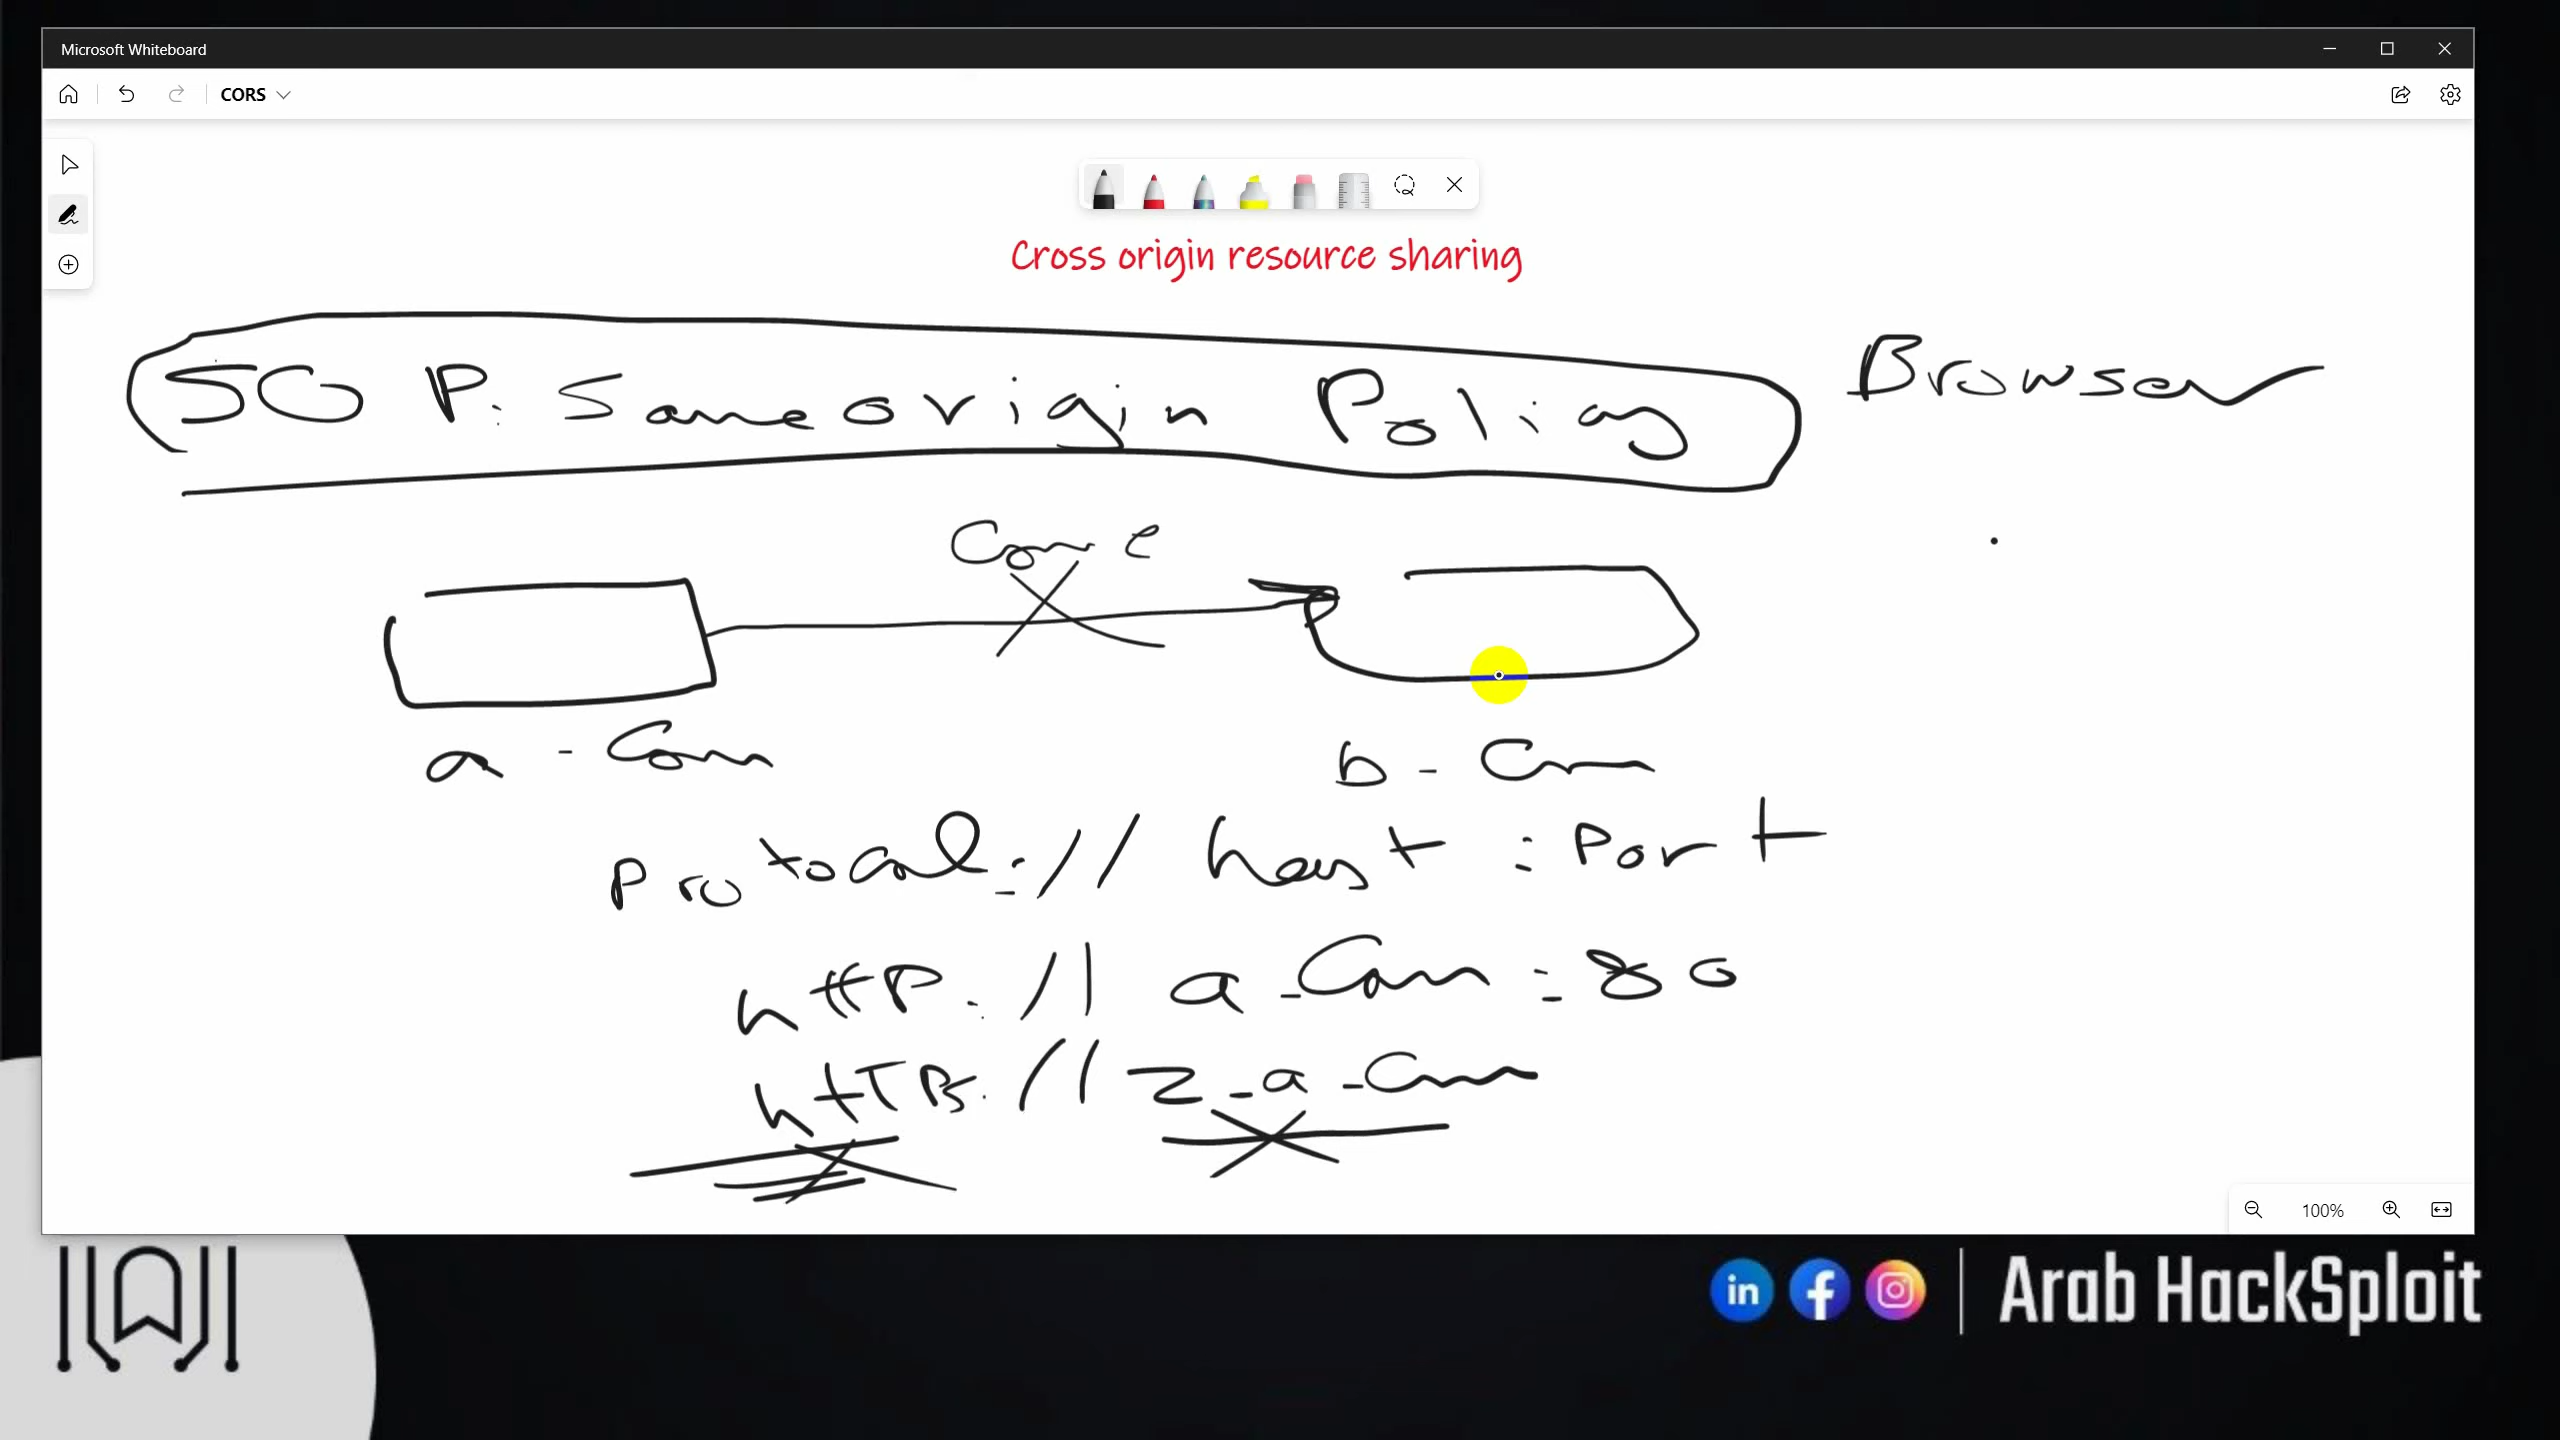 Microsoft Whiteboard
CORS
Cross origin resource sharing
SOP: Same origin Policy
Browser
a.com
b.com
Protocol:// host :Port
http:// a.com:80
https:// z.a.com
100%
in f | Arab HackSploit